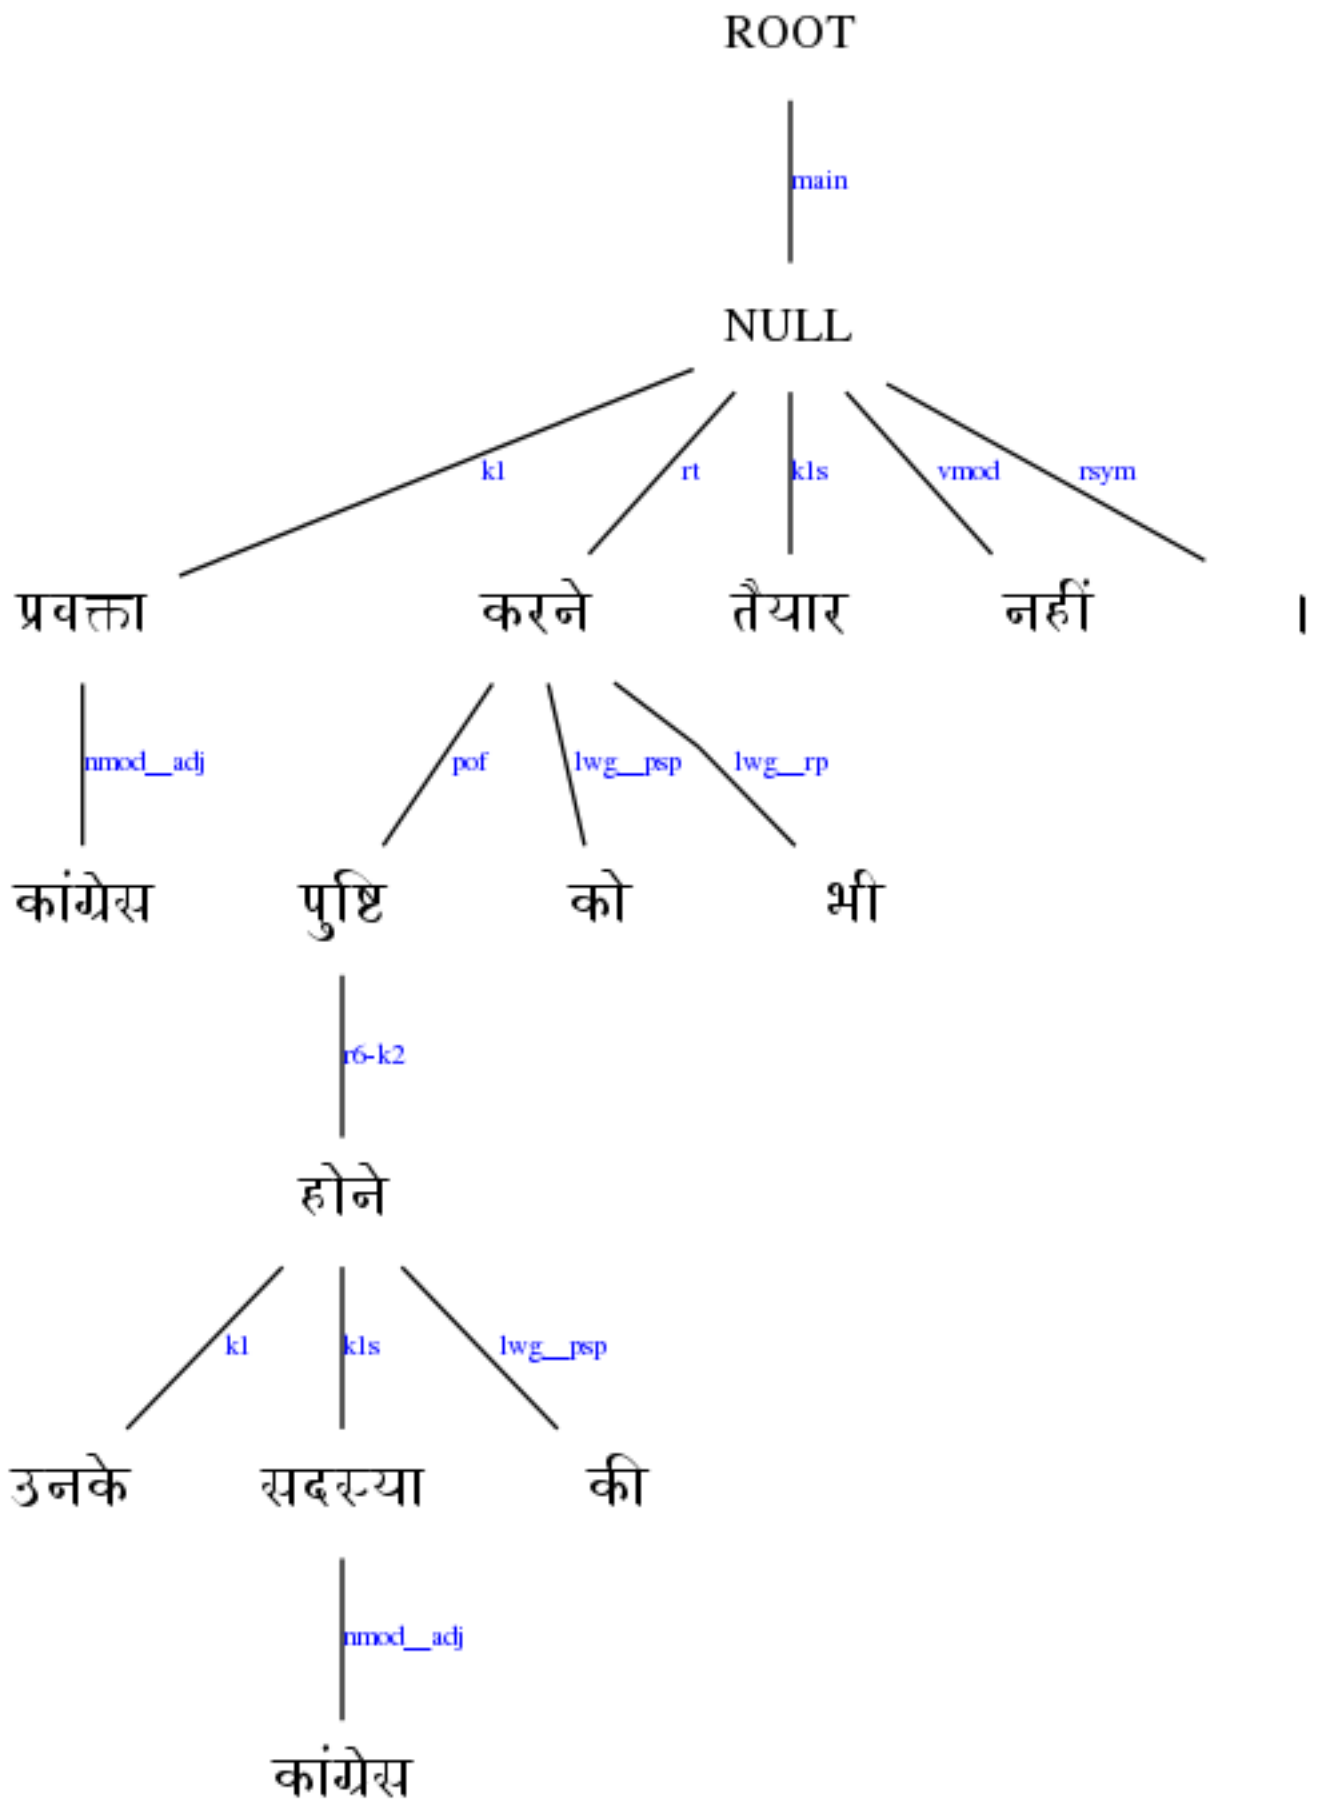 ROOT
main
NULL
k1 rt k1s vmod rsym
प्रवक्ता करने तैयार नहीं ।
nmod__adj pof lwg__psp lwg__rp
कांग्रेस पुष्टि को भी
r6-k2
होने
k1 k1s lwg__psp
उनके सदस्या की
nmod__adj
कांग्रेस